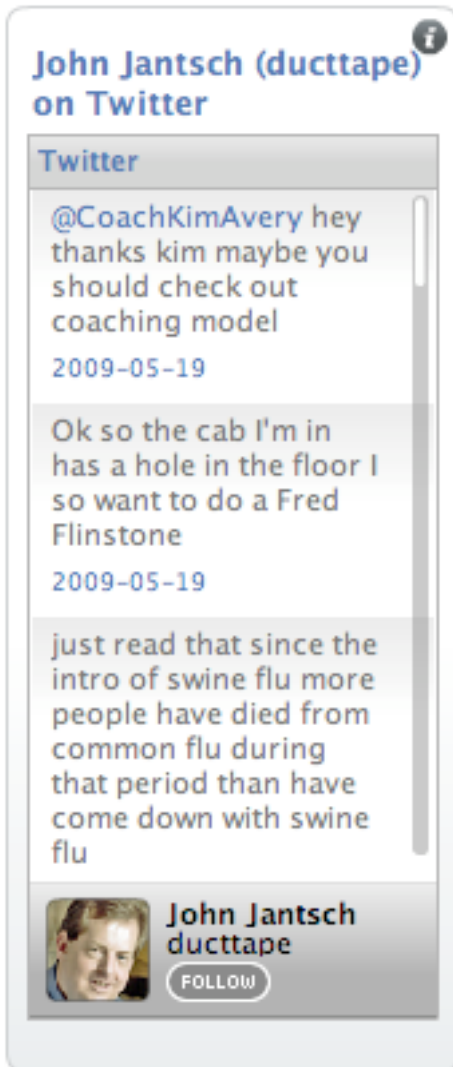 John Jantsch (ducttape)
on Twitter
Twitter
@CoachKimAvery hey
thanks kim maybe you
should check out
coaching model
2009-05-19
Ok so the cab I'm in
has a hole in the floor I
so want to do a Fred
Flinstone
2009-05-19
just read that since the
intro of swine flu more
people have died from
common flu during
that period than have
come down with swine
flu
John Jantsch
ducttape
FOLLOW